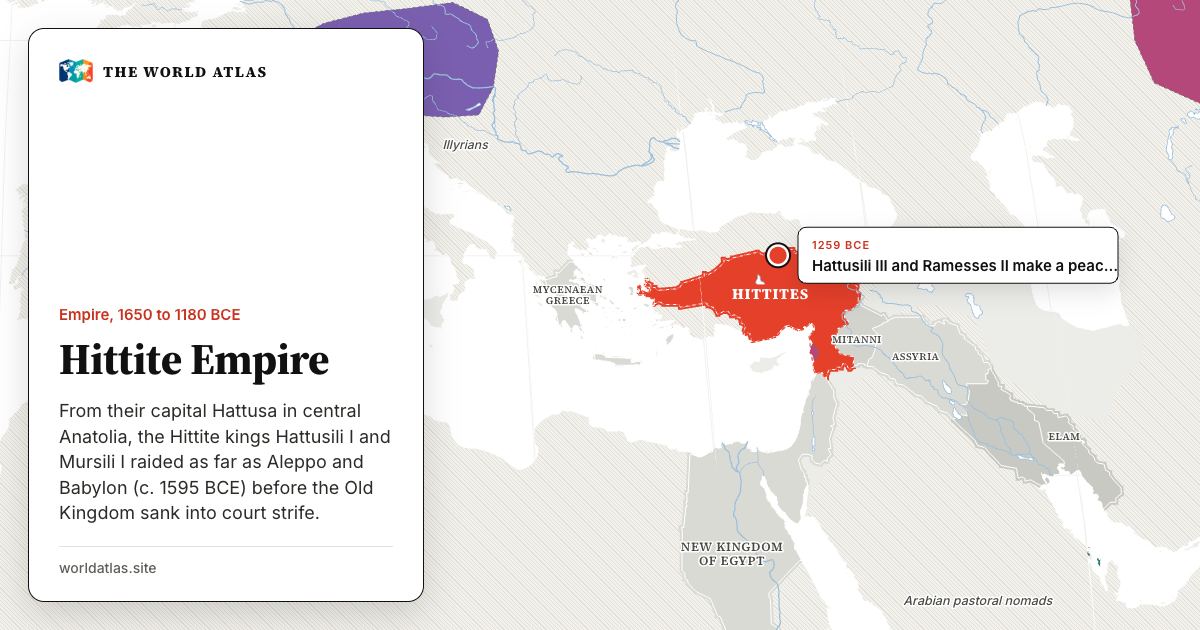 THE WORLD ATLAS
Empire, 1650 to 1180 BCE
Hittite Empire
From their capital Hattusa in central
Anatolia, the Hittite kings Hattusili I and
Mursili I raided as far as Aleppo and
Babylon (c. 1595 BCE) before the Old
Kingdom sank into court strife.
worldatlas.site
Illyrians
1259 BCE
Hattusili III and Ramesses II make a peac...
MYCENAEAN
GREECE
HITTITES
MITANNI
ASSYRIA
ELAM
NEW KINGDOM
OF EGYPT
Arabian pastoral nomads